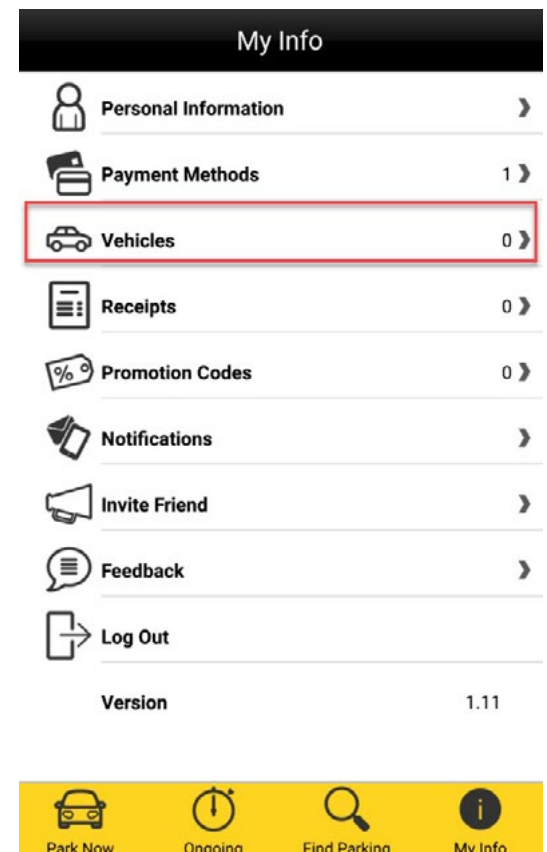 My Info
Personal Information
Payment Methods 1
Vehicles 0
Receipts 0
% Promotion Codes 0
Notifications
Invite Friend
Feedback
Log Out
Version 1.11
Park Now Ongoing Find Parking My Info